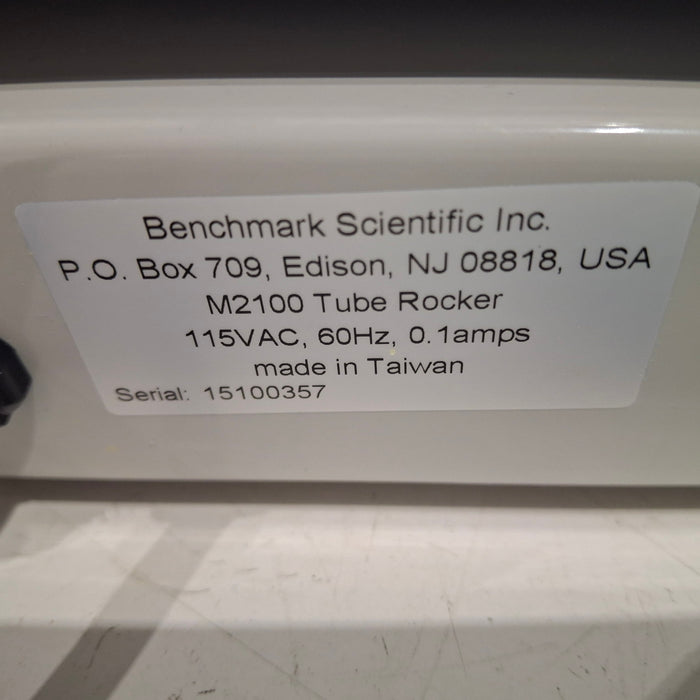 Benchmark Scientific Inc.
P.O. Box 709, Edison, NJ 08818, USA
M2100 Tube Rocker
115VAC, 60Hz, 0.1amps
made in Taiwan
Serial: 15100357